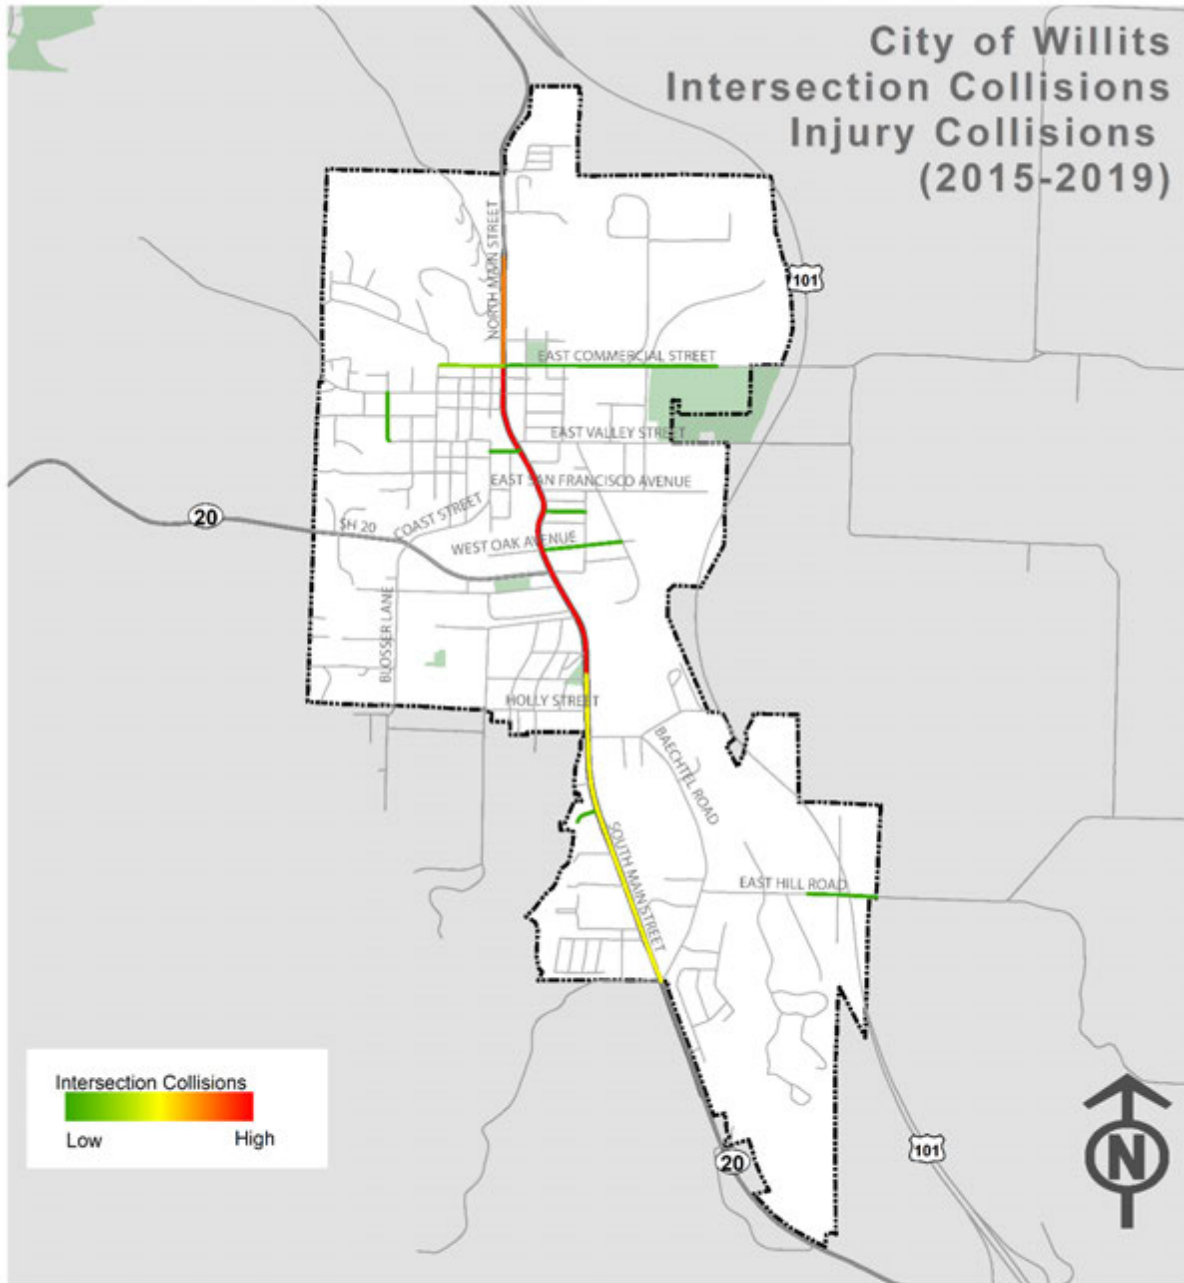 City of Willits
Intersection Collisions
Injury Collisions
(2015-2019)
NORTH MAIN STREET
101
EAST COMMERCIAL STREET
EAST VALLEY STREET
EAST SAN FRANCISCO AVENUE
20
SH 20
COAST STREET
WEST OAK AVENUE
BLOSSER LANE
HOLLY STREET
BAECHTEL ROAD
SOUTH MAIN STREET
EAST HILL ROAD
Intersection Collisions
Low
High
20
101
N